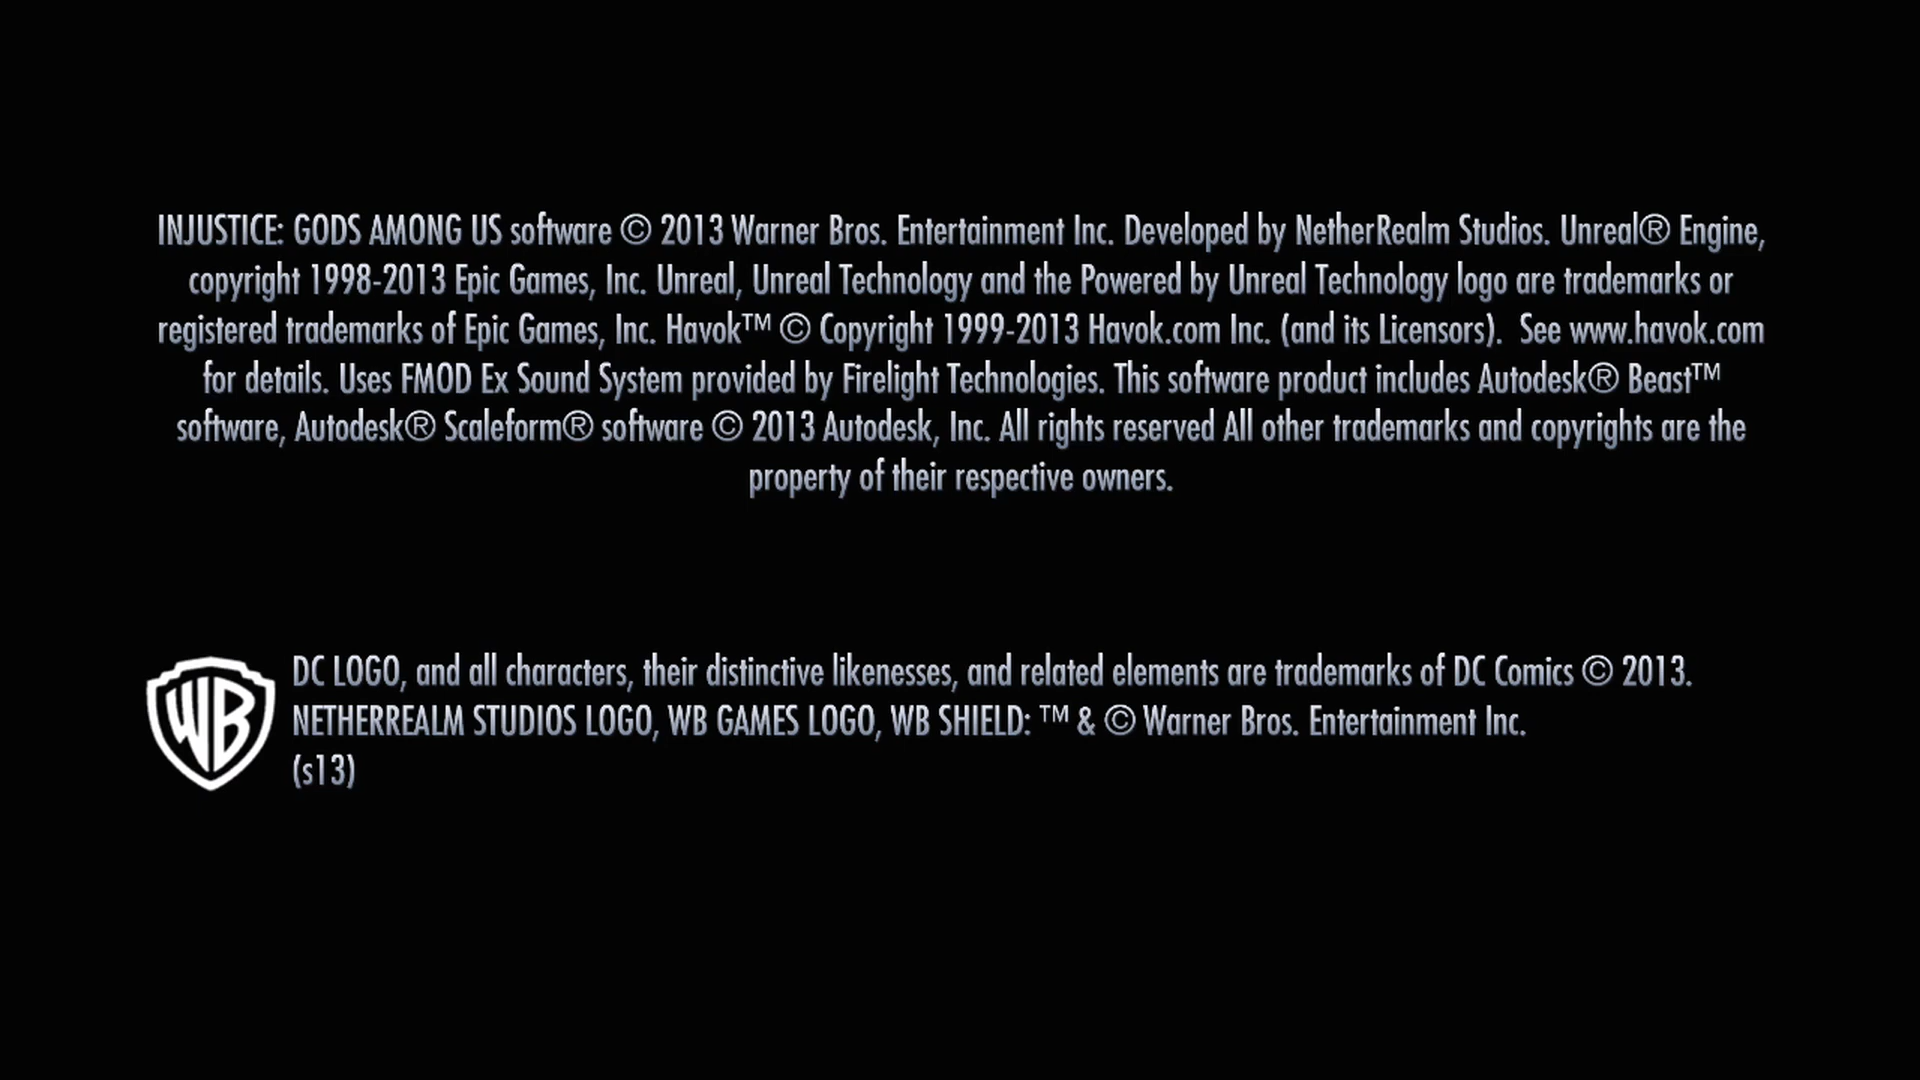 INJUSTICE: GODS AMONG US software © 2013 Warner Bros. Entertainment Inc. Developed by NetherRealm Studios. Unreal® Engine,
copyright 1998-2013 Epic Games, Inc. Unreal, Unreal Technology and the Powered by Unreal Technology logo are trademarks or
registered trademarks of Epic Games, Inc. Havok™ © Copyright 1999-2013 Havok.com Inc. (and its Licensors).  See www.havok.com
for details. Uses FMOD Ex Sound System provided by Firelight Technologies. This software product includes Autodesk® Beast™
software, Autodesk® Scaleform® software © 2013 Autodesk, Inc. All rights reserved All other trademarks and copyrights are the
property of their respective owners.
WB
DC LOGO, and all characters, their distinctive likenesses, and related elements are trademarks of DC Comics © 2013.
NETHERREALM STUDIOS LOGO, WB GAMES LOGO, WB SHIELD: ™ & © Warner Bros. Entertainment Inc.
(s13)